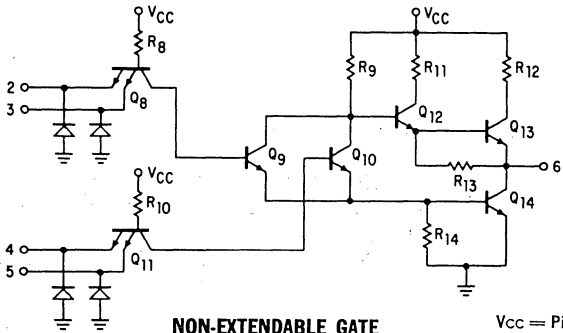 VCC
VCC
R8
R9
R11
R12
2
Q12
3
Q8
Q13
Q9
Q10
6
VCC
R13
R10
Q14
4
R14
5
Q11
NON-EXTENDABLE GATE
VCC = Pi